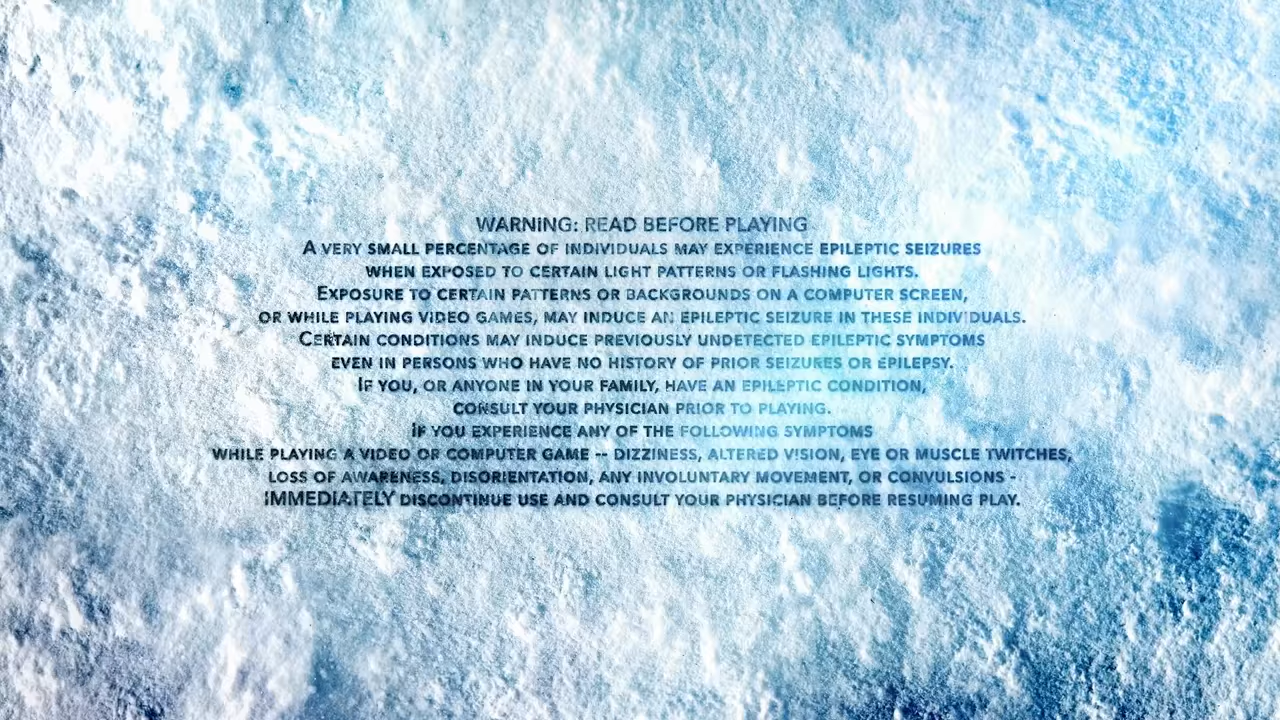 WARNING: READ BEFORE PLAYING
A VERY SMALL PERCENTAGE OF INDIVIDUALS MAY EXPERIENCE EPILEPTIC SEIZURES
WHEN EXPOSED TO CERTAIN LIGHT PATTERNS OR FLASHING LIGHTS.
EXPOSURE TO CERTAIN PATTERNS OR BACKGROUNDS ON A COMPUTER SCREEN,
OR WHILE PLAYING VIDEO GAMES, MAY INDUCE AN EPILEPTIC SEIZURE IN THESE INDIVIDUALS.
CERTAIN CONDITIONS MAY INDUCE PREVIOUSLY UNDETECTED EPILEPTIC SYMPTOMS
EVEN IN PERSONS WHO HAVE NO HISTORY OF PRIOR SEIZURES OR EPILEPSY.
IF YOU, OR ANYONE IN YOUR FAMILY, HAVE AN EPILEPTIC CONDITION,
CONSULT YOUR PHYSICIAN PRIOR TO PLAYING.
IF YOU EXPERIENCE ANY OF THE FOLLOWING SYMPTOMS
WHILE PLAYING A VIDEO OR COMPUTER GAME -- DIZZINESS, ALTERED VISION, EYE OR MUSCLE TWITCHES,
LOSS OF AWARENESS, DISORIENTATION, ANY INVOLUNTARY MOVEMENT, OR CONVULSIONS -
IMMEDIATELY DISCONTINUE USE AND CONSULT YOUR PHYSICIAN BEFORE RESUMING PLAY.